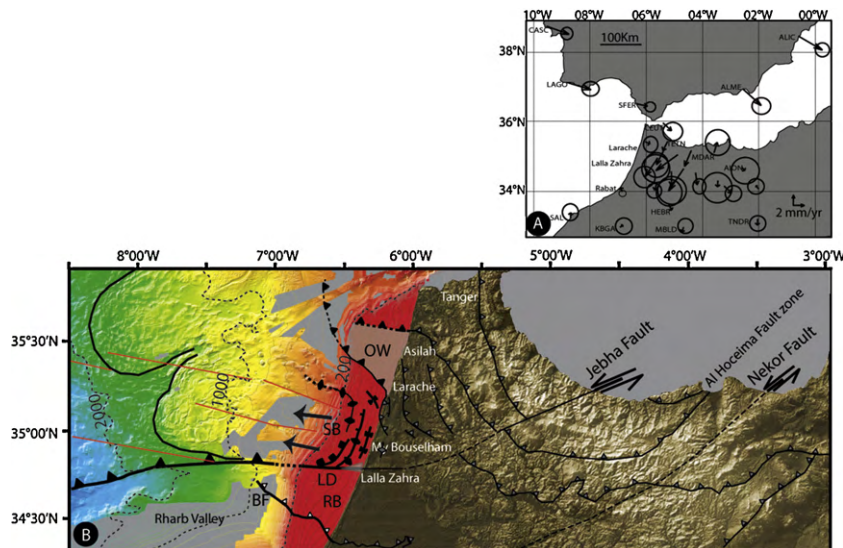 10°W 08°W 06°W 04°W 02°W 00°W
CASC
100Km
ALIC
38°N
LAGO
ALME
SFER
36°N
CEU
Larache
TETN
Lalla Zahra
MDAR
34°N
Rabat
SAL
HEBR
KBGA
MBLD
TNDR
2 mm/yr
A
8°00'W 7°00'W 6°00'W 5°00'W 4°00'W 3°00'W
Tanger
35°30'N
200
OW
Asilah
Jebha Fault
Al Hoceima Fault zone
Nekor Fault
Larache
1000
2000
35°00'N
SB
My Bouselham
LD
Lalla Zahra
BF
RB
34°30'N
Rharb Valley
B